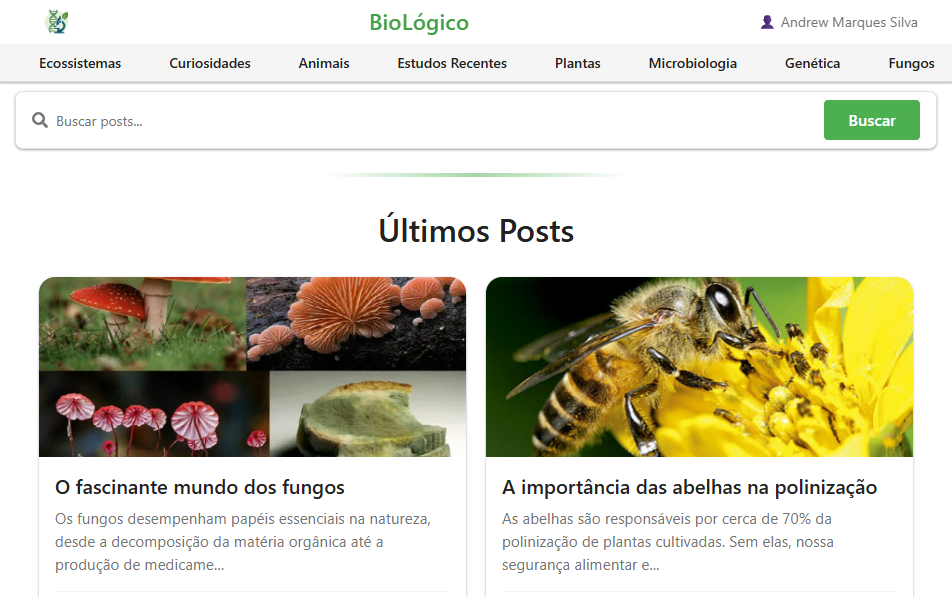 BioLógico
Andrew Marques Silva
Ecossistemas Curiosidades Animais Estudos Recentes Plantas Microbiologia Genética Fungos
Buscar posts...
Buscar
Últimos Posts
O fascinante mundo dos fungos
Os fungos desempenham papéis essenciais na natureza,
desde a decomposição da matéria orgânica até a
produção de medicame...
A importância das abelhas na polinização
As abelhas são responsáveis por cerca de 70% da
polinização de plantas cultivadas. Sem elas, nossa
segurança alimentar e...